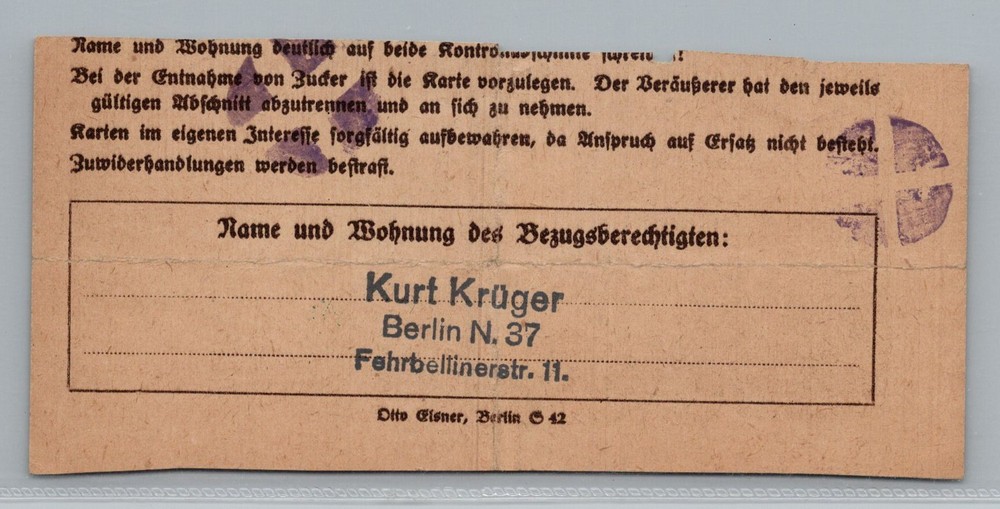 Name und Wohnung deutlich auf beide Kontrollabschnitte
Bei der Entnahme von Zucker ist die Karte vorzulegen. Der Veräußerer hat den jeweils
gültigen Abschnitt abzutrennen und an sich zu nehmen.
Karten im eigenen Interesse sorgfältig aufbewahren, da Anspruch auf Ersatz nicht besteht.
Zuwiderhandlungen werden bestraft.
Name und Wohnung des Bezugsberechtigten:
Kurt Krüger
Berlin N. 37
Fehrbellinerstr. 11.
Otto Elsner, Berlin S 42